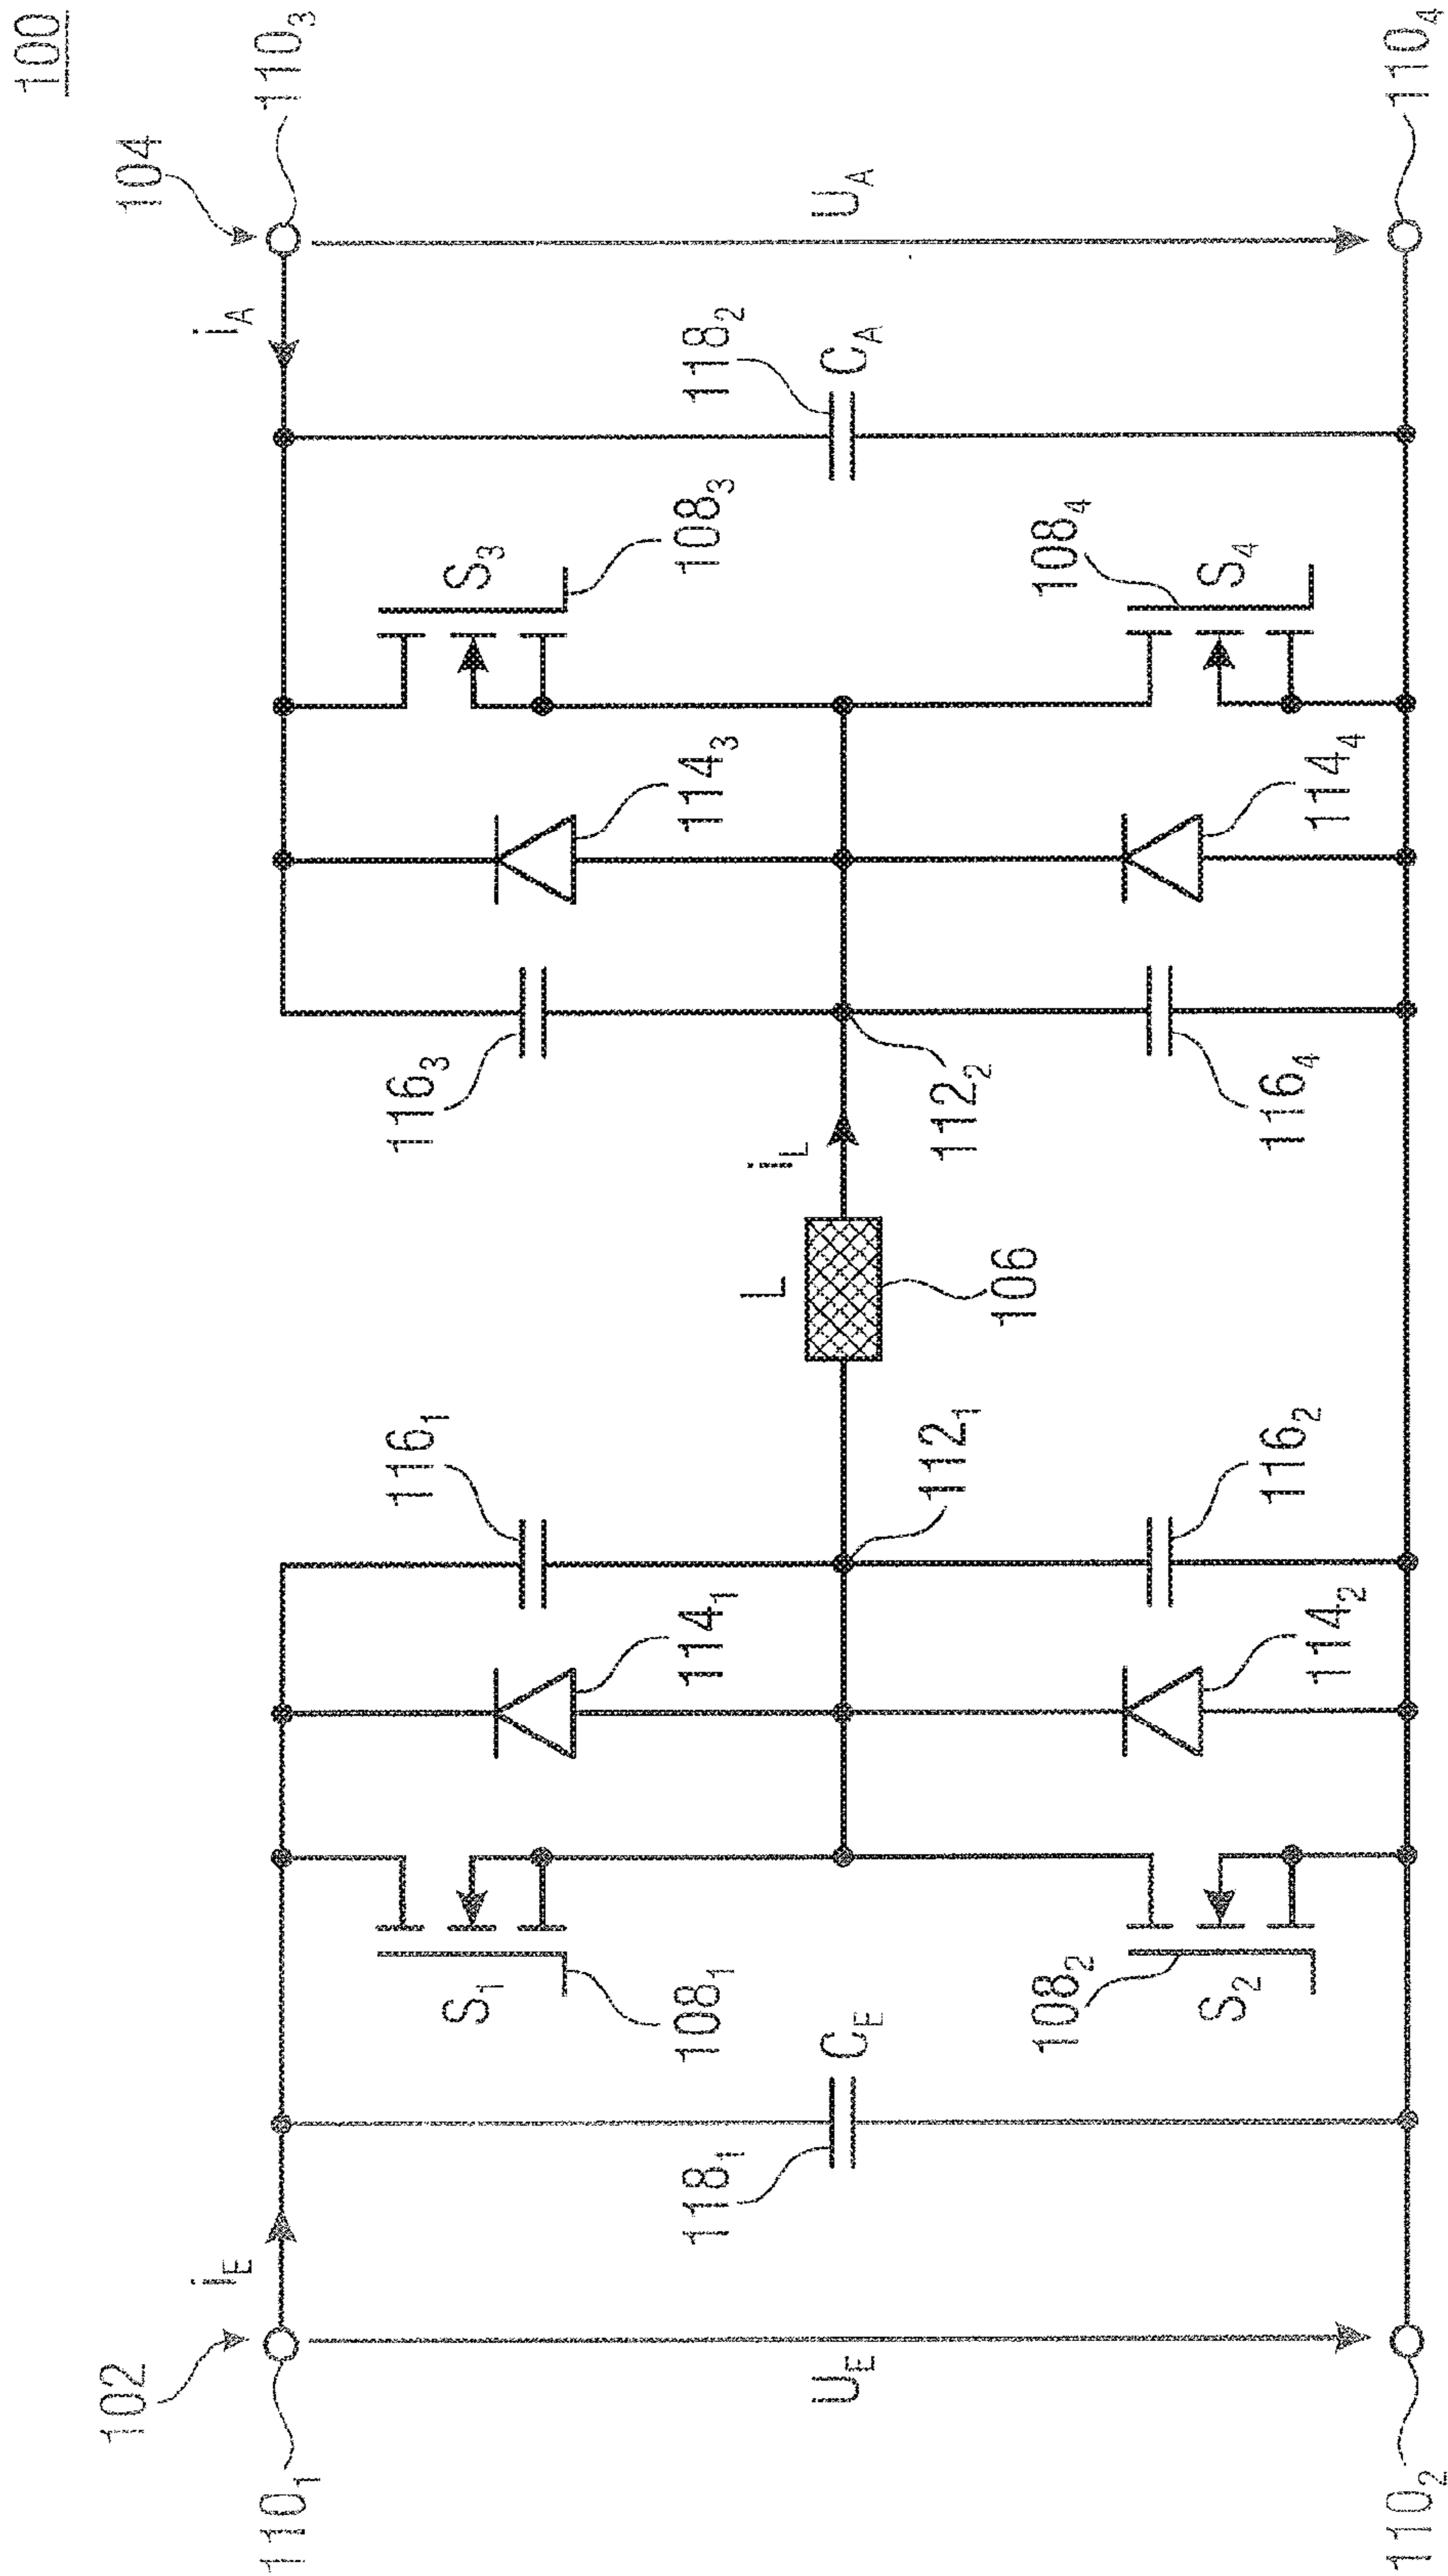 100
102
104
110₁
110₂
110₃
110₄
i_E
i_A
U_E
U_A
118₁
C_E
118₂
C_A
S₁
108₁
S₂
108₂
S₃
108₃
S₄
108₄
114₁
114₂
114₃
114₄
116₁
116₂
116₃
116₄
112₁
112₂
L
106
i_L